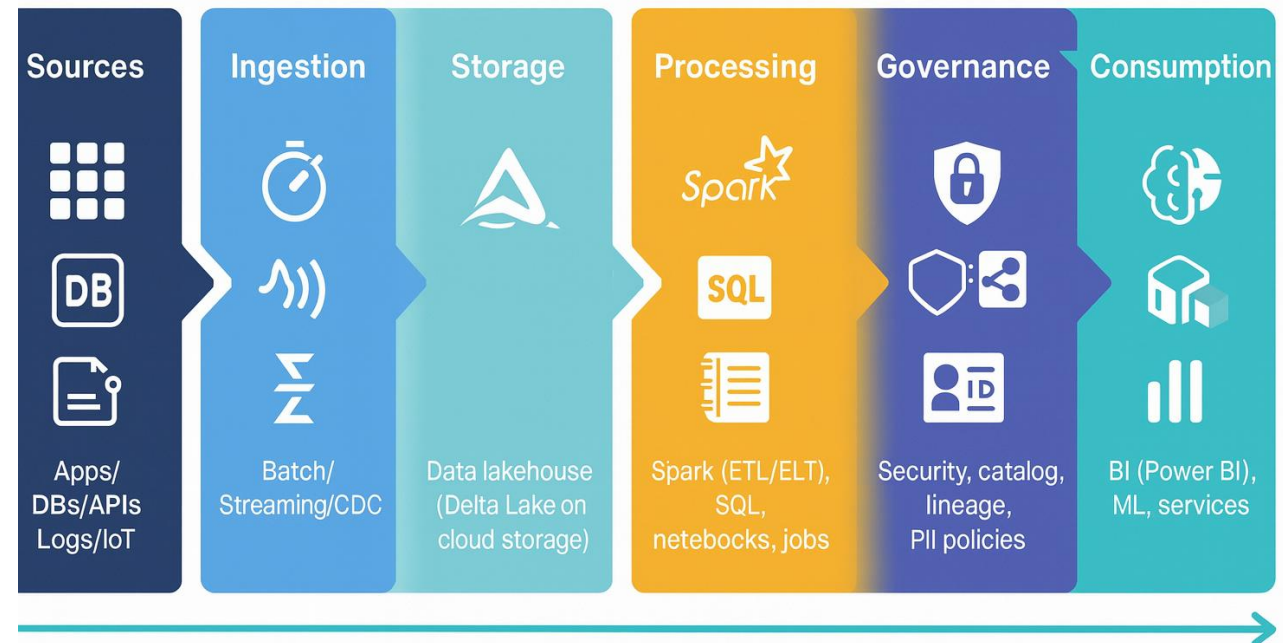 Sources
DB
Apps/
DBs/APIs
Logs/IoT
Ingestion
Batch/
Streaming/CDC
Storage
Data lakehouse
(Delta Lake on
cloud storage)
Processing
Spark
SQL
Spark (ETL/ELT),
SQL,
netebocks, jobs
Governance
ID
Security, catalog,
lineage,
PII policies
Consumption
BI (Power BI),
ML, services